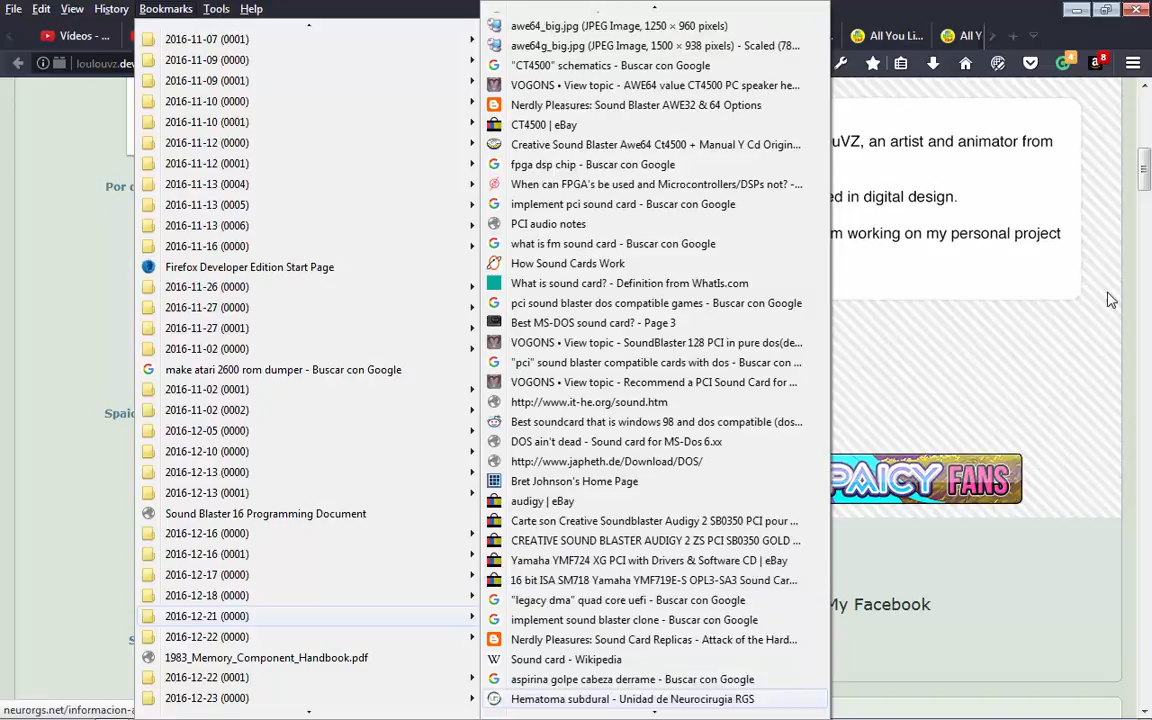 File Edit View History Bookmarks Tools Help
Vídeos - ...
All You Li...
All Y
loulouvz.dev
4
8
2016-11-07 (0001)
2016-11-09 (0000)
2016-11-09 (0001)
2016-11-10 (0000)
2016-11-10 (0001)
2016-11-12 (0000)
2016-11-12 (0001)
2016-11-13 (0004)
2016-11-13 (0005)
2016-11-13 (0006)
2016-11-16 (0000)
Firefox Developer Edition Start Page
2016-11-26 (0000)
2016-11-27 (0000)
2016-11-27 (0001)
2016-11-02 (0000)
make atari 2600 rom dumper - Buscar con Google
2016-11-02 (0001)
2016-11-02 (0002)
2016-12-05 (0000)
2016-12-10 (0000)
2016-12-13 (0000)
2016-12-13 (0001)
Sound Blaster 16 Programming Document
2016-12-16 (0000)
2016-12-16 (0001)
2016-12-17 (0000)
2016-12-18 (0000)
2016-12-21 (0000)
2016-12-22 (0000)
1983_Memory_Component_Handbook.pdf
2016-12-22 (0001)
2016-12-23 (0000)
awe64_big.jpg (JPEG Image, 1250 × 960 pixels)
awe64g_big.jpg (JPEG Image, 1500 × 938 pixels) - Scaled (78...
"CT4500" schematics - Buscar con Google
VOGONS • View topic - AWE64 value CT4500 PC speaker he...
Nerdly Pleasures: Sound Blaster AWE32 & 64 Options
CT4500 | eBay
Creative Sound Blaster Awe64 Ct4500 + Manual Y Cd Origin...
fpga dsp chip - Buscar con Google
When can FPGA's be used and Microcontrollers/DSPs not? -...
implement pci sound card - Buscar con Google
PCI audio notes
what is fm sound card - Buscar con Google
How Sound Cards Work
What is sound card? - Definition from WhatIs.com
pci sound blaster dos compatible games - Buscar con Google
Best MS-DOS sound card? - Page 3
VOGONS • View topic - SoundBlaster 128 PCI in pure dos(de...
"pci" sound blaster compatible cards with dos - Buscar con ...
VOGONS • View topic - Recommend a PCI Sound Card for ...
http://www.it-he.org/sound.htm
Best soundcard that is windows 98 and dos compatible (dos...
DOS ain't dead - Sound card for MS-Dos 6.xx
http://www.japheth.de/Download/DOS/
Bret Johnson's Home Page
audigy | eBay
Carte son Creative Soundblaster Audigy 2 SB0350 PCI pour ...
CREATIVE SOUND BLASTER AUDIGY 2 ZS PCI SB0350 GOLD ...
Yamaha YMF724 XG PCI with Drivers & Software CD | eBay
16 bit ISA SM718 Yamaha YMF719E-S OPL3-SA3 Sound Car...
"legacy dma" quad core uefi - Buscar con Google
implement sound blaster clone - Buscar con Google
Nerdly Pleasures: Sound Card Replicas - Attack of the Hard...
Sound card - Wikipedia
aspirina golpe cabeza derrame - Buscar con Google
Hematoma subdural - Unidad de Neurocirugia RGS
uVZ, an artist and animator from
ed in digital design.
m working on my personal project
PAICY FANS
My Facebook
Por d
Spaic
S
neurorgs.net/informacion-a